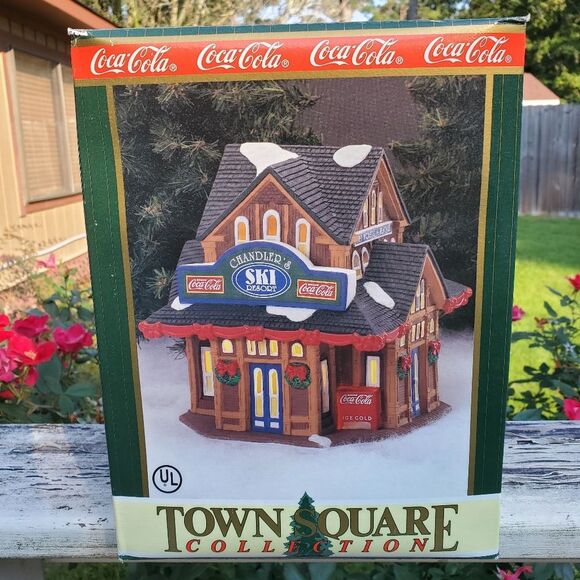 Coca-Cola® Coca-Cola® Coca-Cola® Coca-Cola®
CHANDLER'S
SKI
RESORT
Coca-Cola
Coca-Cola
Coca-Cola
ICE COLD
UL
TOWN SQUARE
COLLECTION